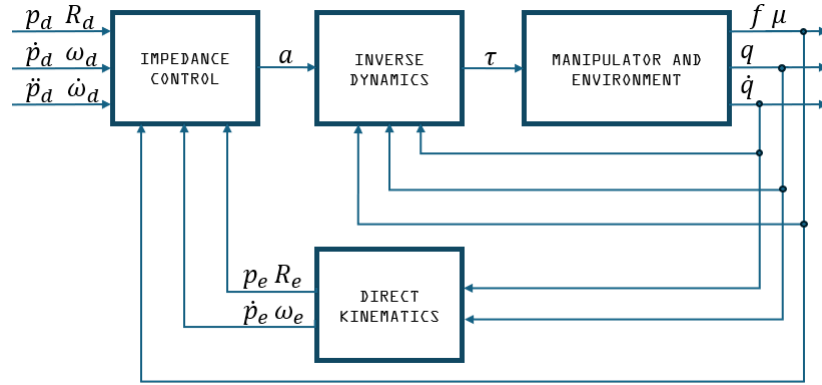 p_d R_d
ṗ_d ω_d
p̈_d ω̇_d
IMPEDANCE
CONTROL
a
INVERSE
DYNAMICS
τ
MANIPULATOR AND
ENVIRONMENT
f μ
q
q̇
p_e R_e
ṗ_e ω_e
DIRECT
KINEMATICS